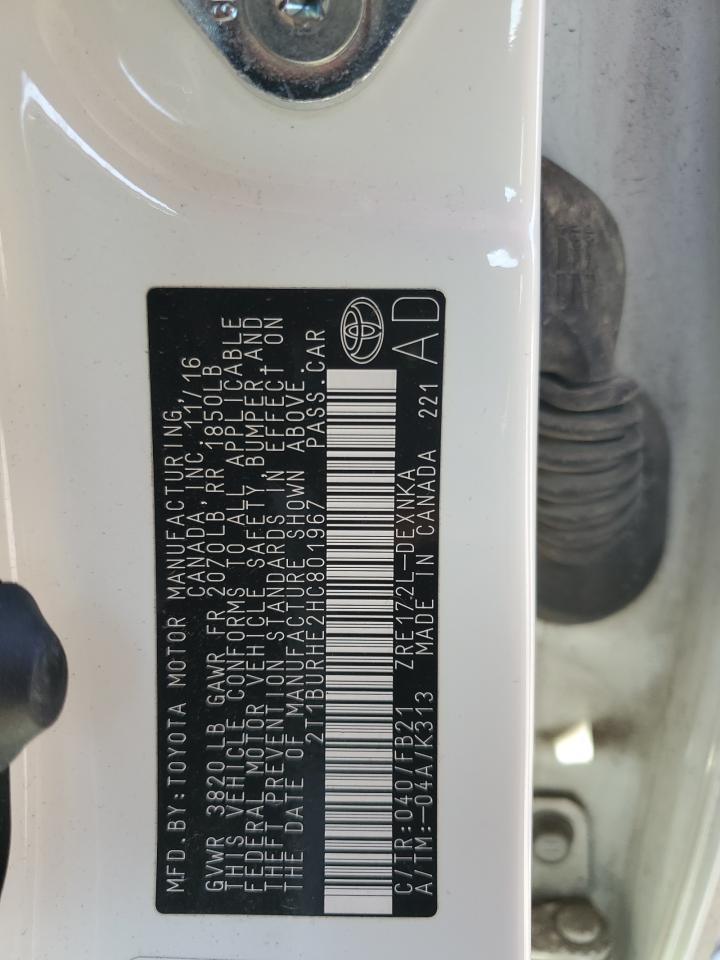 MFD.BY:TOYOTA MOTOR MANUFACTURING,
CANADA,INC. 11/16
GVWR 3820LB GAWR FR 2070LB RR 1850LB
THIS VEHICLE CONFORMS TO ALL APPLICABLE
FEDERAL MOTOR VEHICLE SAFETY, BUMPER,AND
THEFT PREVENTION STANDARDS IN EFFECT ON
THE DATE OF MANUFACTURE SHOWN ABOVE.
2T1BURHE2HC801967 PASS.CAR
C/TR:040/FB21 ZRE172L-DEXNKA
A/TM:-04A/K313 MADE IN CANADA 221
AD